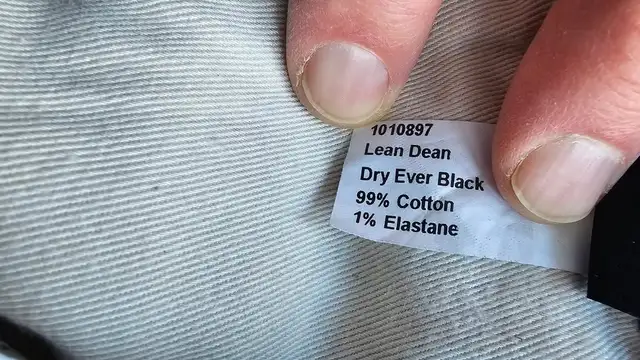 1010897
Lean Dean
Dry Ever Black
99% Cotton
1% Elastane